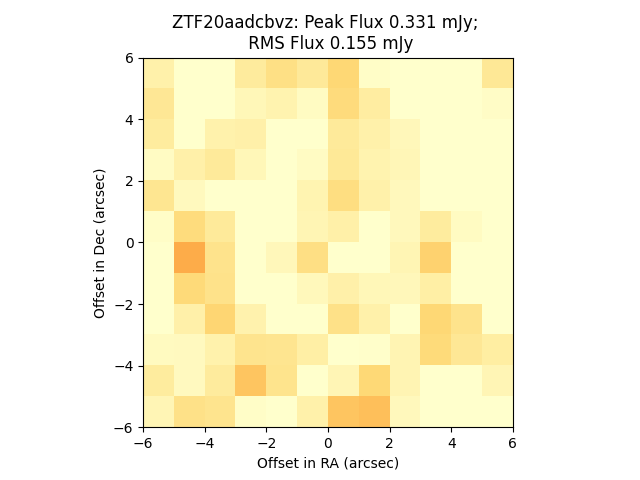 ZTF20aadcbvz: Peak Flux 0.331 mJy;
RMS Flux 0.155 mJy
6
4
2
0
−2
−4
−6
Offset in Dec (arcsec)
−6 −4 −2 0 2 4 6
Offset in RA (arcsec)